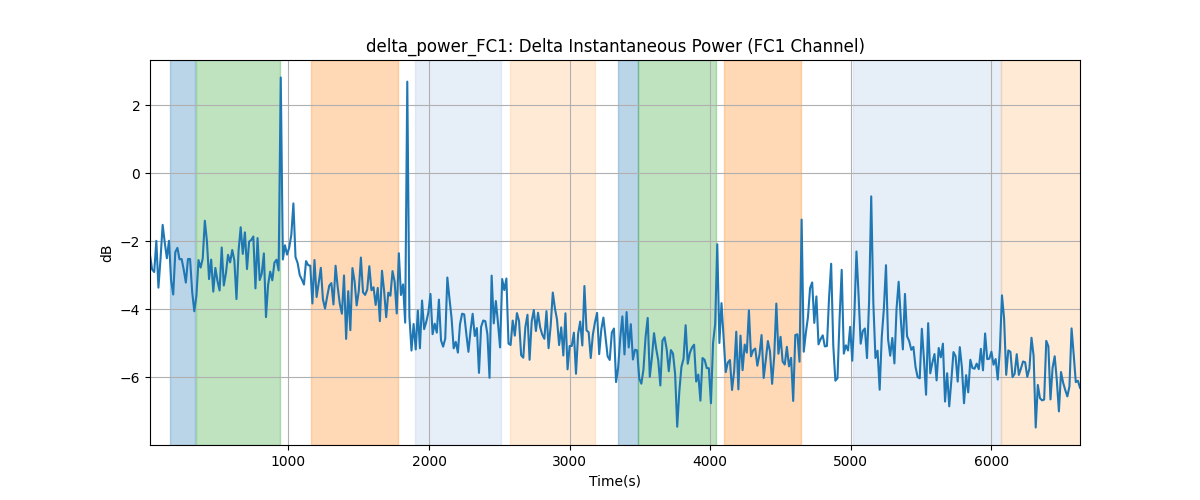 delta_power_FC1: Delta Instantaneous Power (FC1 Channel)
dB
2
0
−2
−4
−6
1000 2000 3000 4000 5000 6000
Time(s)